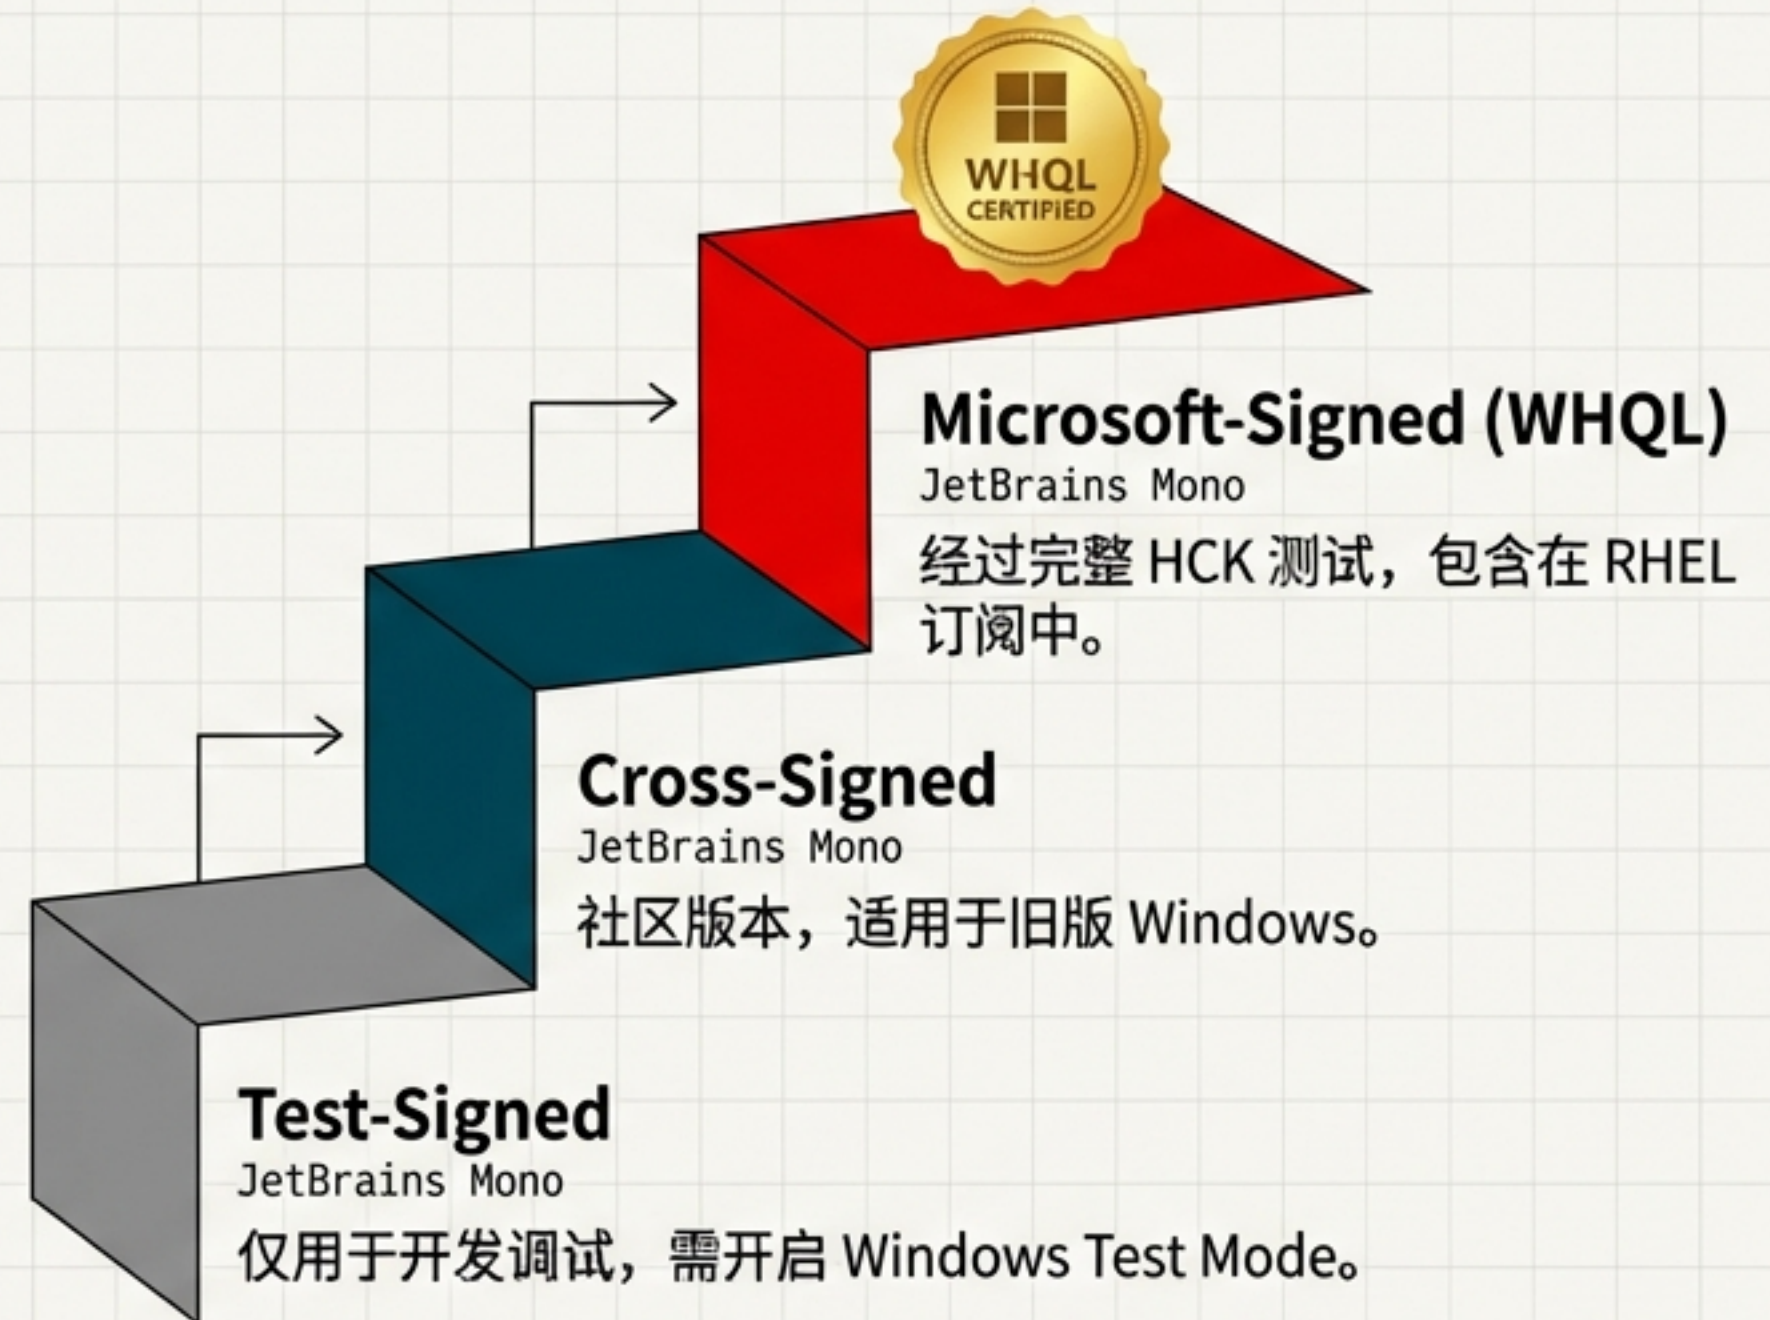 WHQL
CERTIFIED
Microsoft-Signed (WHQL)
JetBrains Mono
经过完整 HCK 测试，包含在 RHEL
订阅中。
Cross-Signed
JetBrains Mono
社区版本，适用于旧版 Windows。
Test-Signed
JetBrains Mono
仅用于开发调试，需开启 Windows Test Mode。